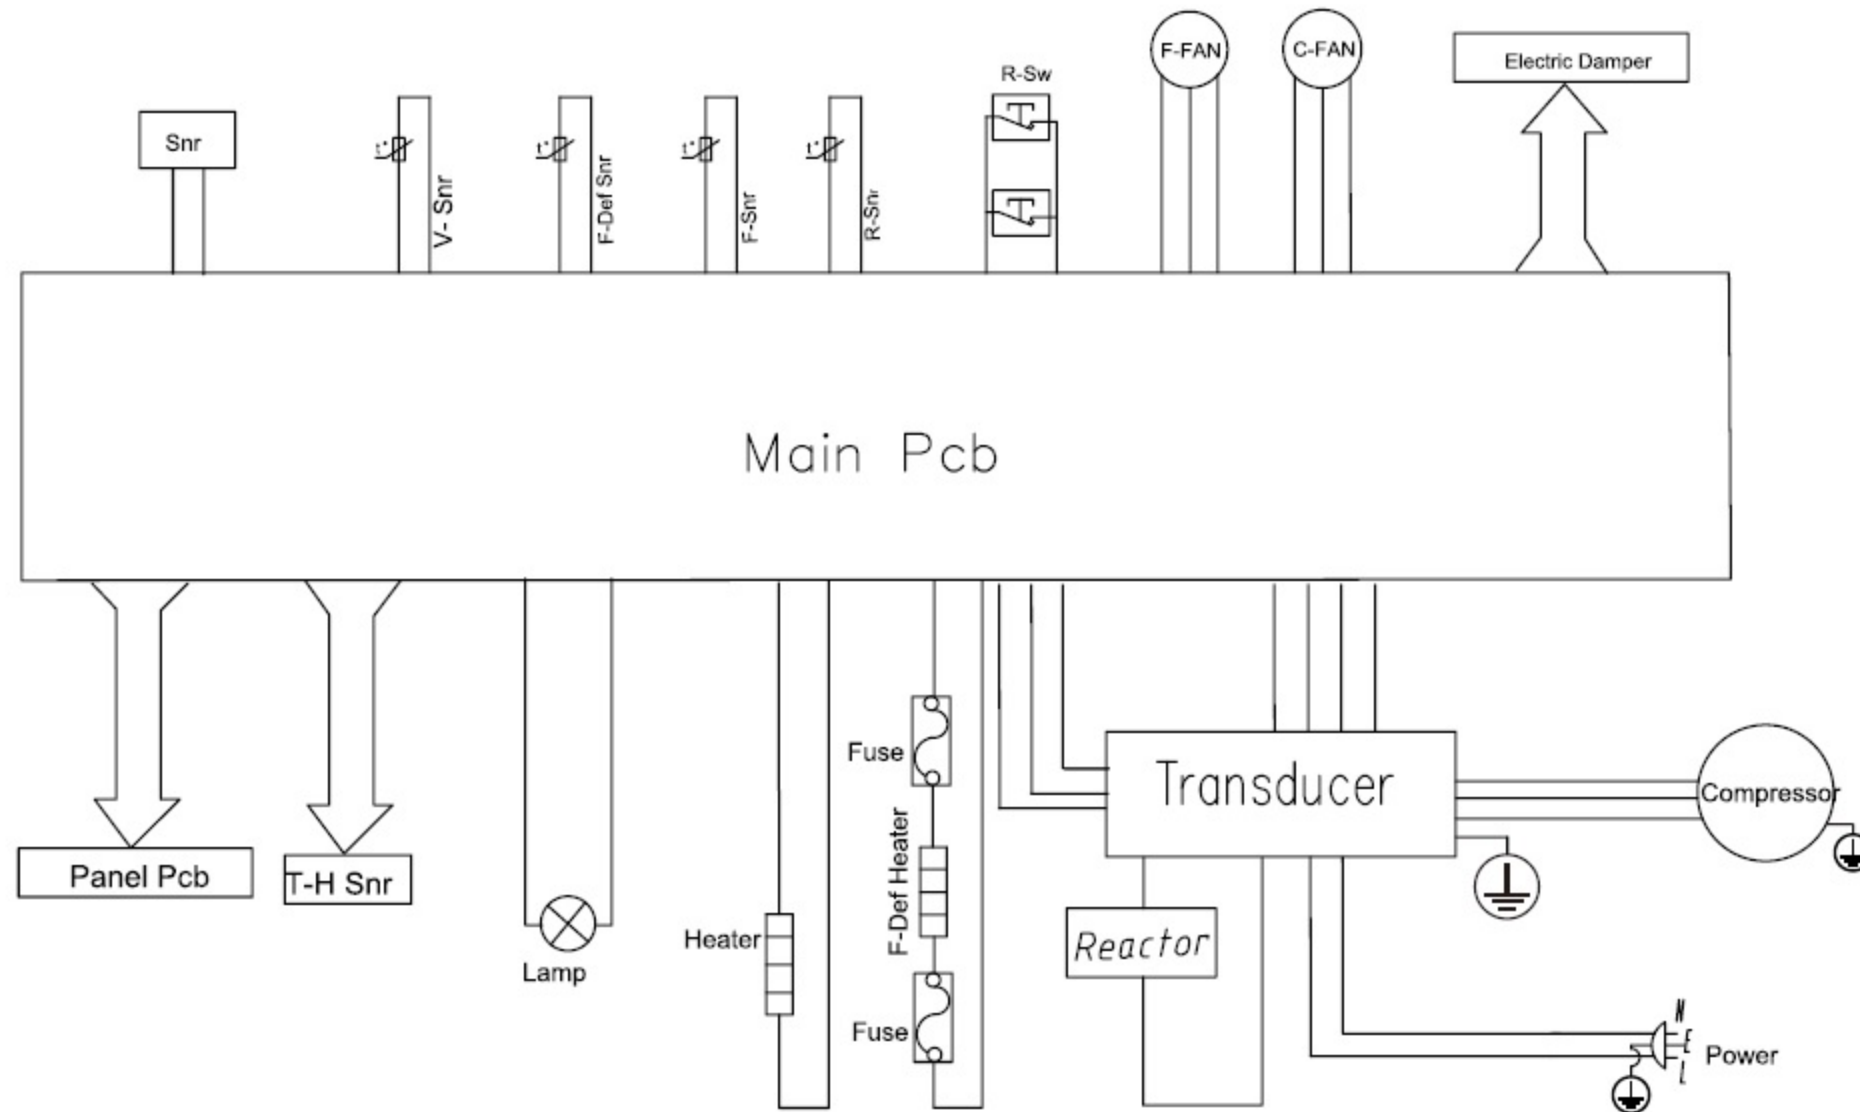 F-FAN
C-FAN
Electric Damper
R-Sw
Snr
t°
t°
t°
t°
V- Snr
F-Def Snr
F-Snr
R-Snr
Main Pcb
Fuse
Transducer
Compressor
Panel Pcb
T-H Snr
F-Def Heater
Heater
Reactor
Lamp
Fuse
N
E
L
Power